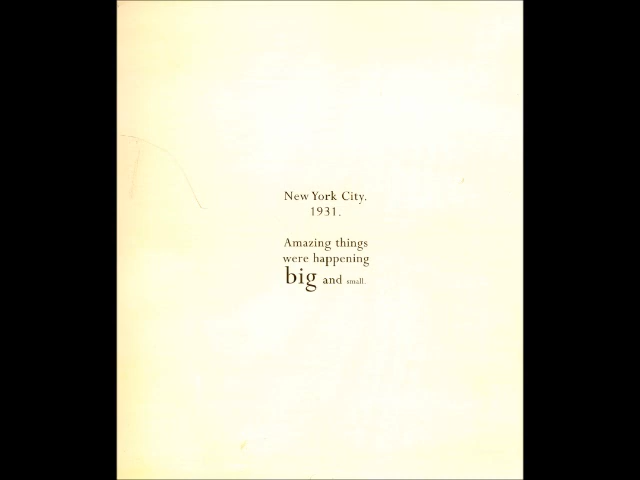 New York City.
1931.
Amazing things
were happening
big and small.